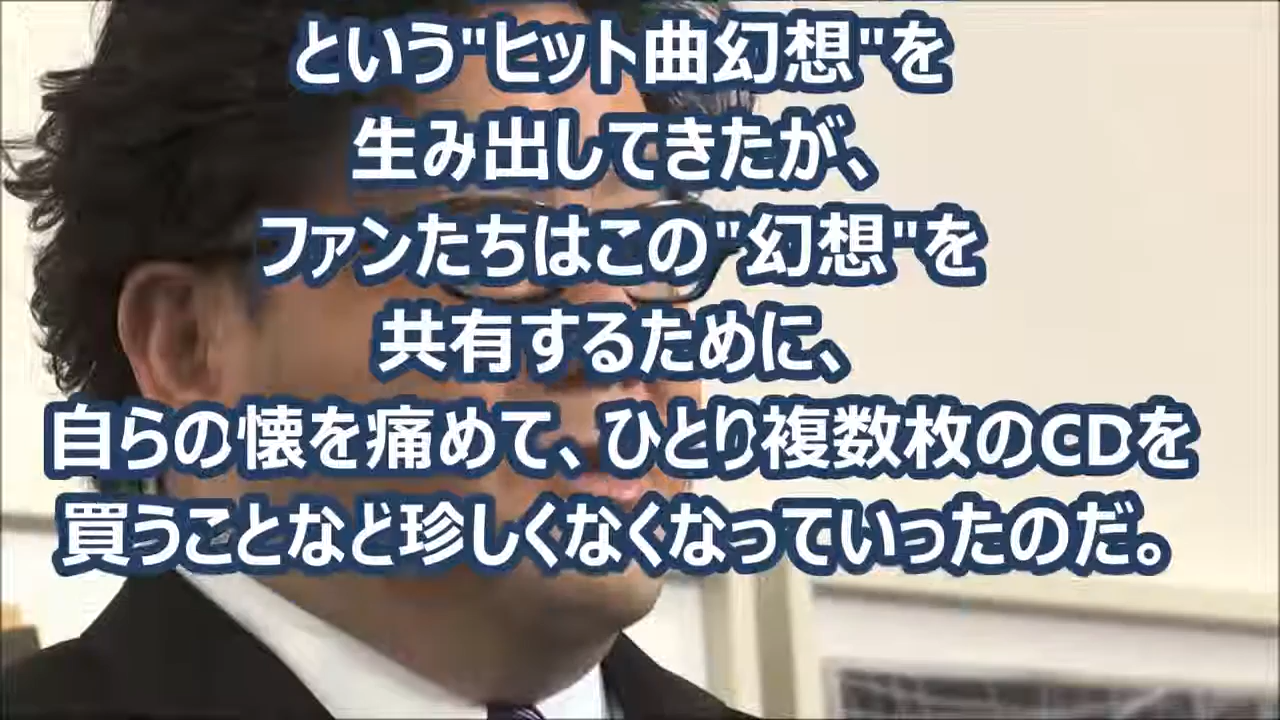 という"ヒット曲幻想"を
生み出してきたが、
ファンたちはこの"幻想"を
共有するために、
自らの懐を痛めて、ひとり複数枚のCDを
買うことなど珍しくなくなっていったのだ。